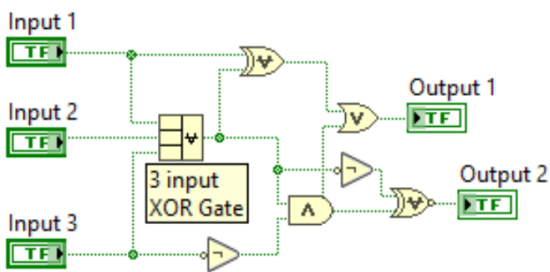 Input 1
TF
Input 2
TF
Input 3
TF
3 input
XOR Gate
Output 1
TF
Output 2
TF